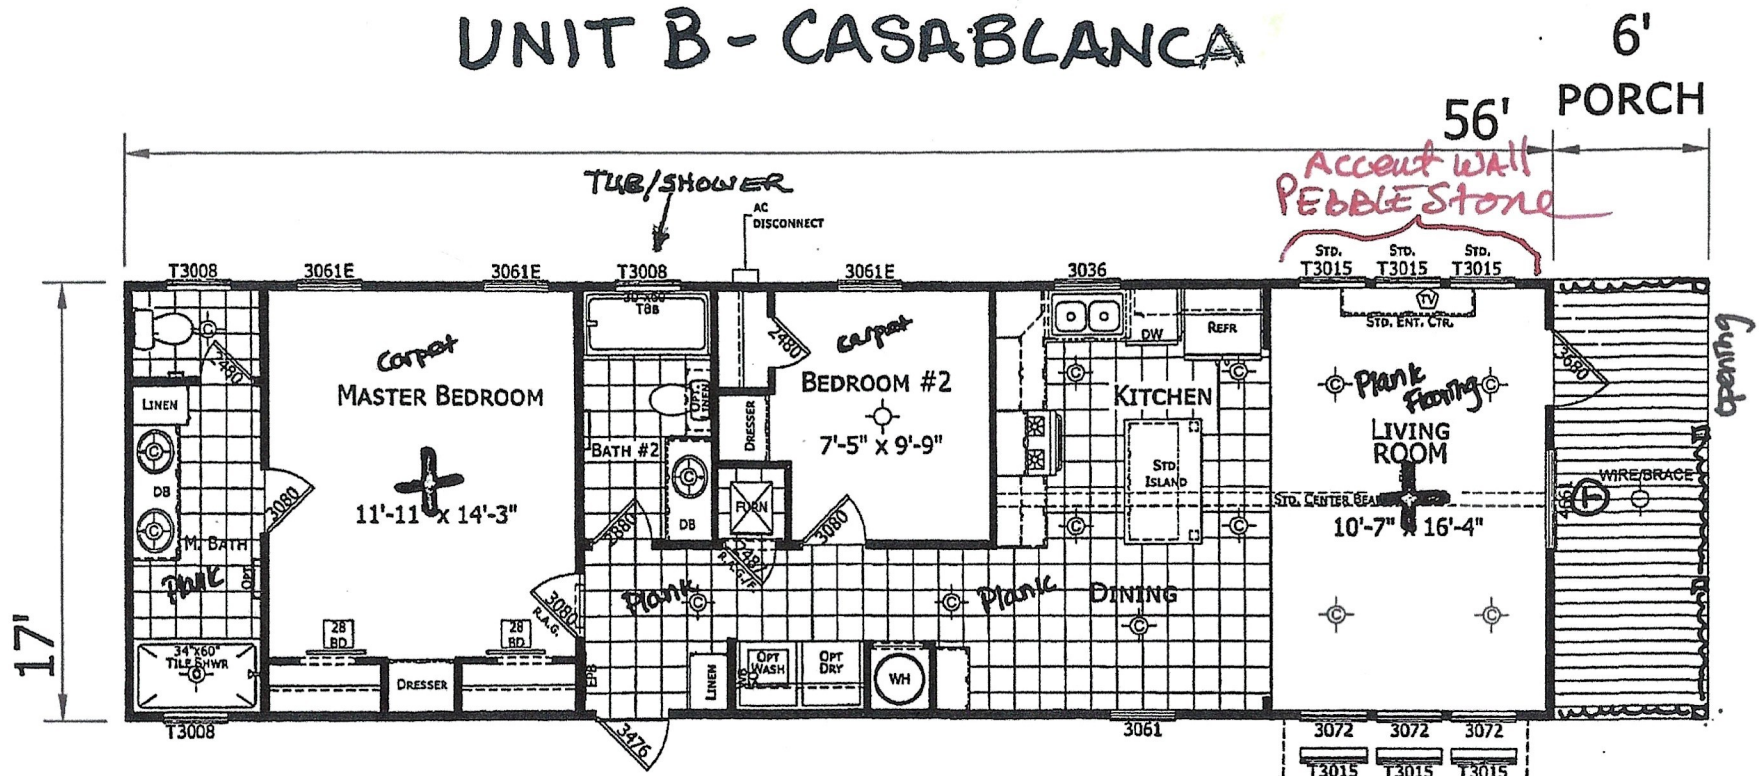 UNIT B - CASABLANCA
6'
PORCH
56'
Accent Wall
PEBBLE Stone
TUB/SHOWER
AC
DISCONNECT
STD. STD. STD.
T3008 3061E 3061E T3008 3061E 3036 T3015 T3015 T3015
30"x60"
TUB
TV
STD. ENT. CTR.
DW
REFR
2480
2480
3680
opening
carpet
MASTER BEDROOM
carpet
BEDROOM #2
7'-5" X 9'-9"
KITCHEN
Plank
Flooring
LIVING
ROOM
LINEN
OPT
LINEN
DRESSER
BATH #2
STD
ISLAND
WIRE/BRACE
STD. CENTER BEAM
4661
10'-7" X 16'-4"
DB
3080
11'-11" X 14'-3"
M. BATH
DB
FURN
2880
3080
Plank
OPT
3080
R.A.G.
Plank
Plank
DINING
17'
34"x60"
TILE SHWR
28
BD
28
BD
DRESSER
EPB
LINEN
OPT
WASH
OPT
DRY
WH
T3008
3476
3061
3072 3072 3072
T3015 T3015 T3015